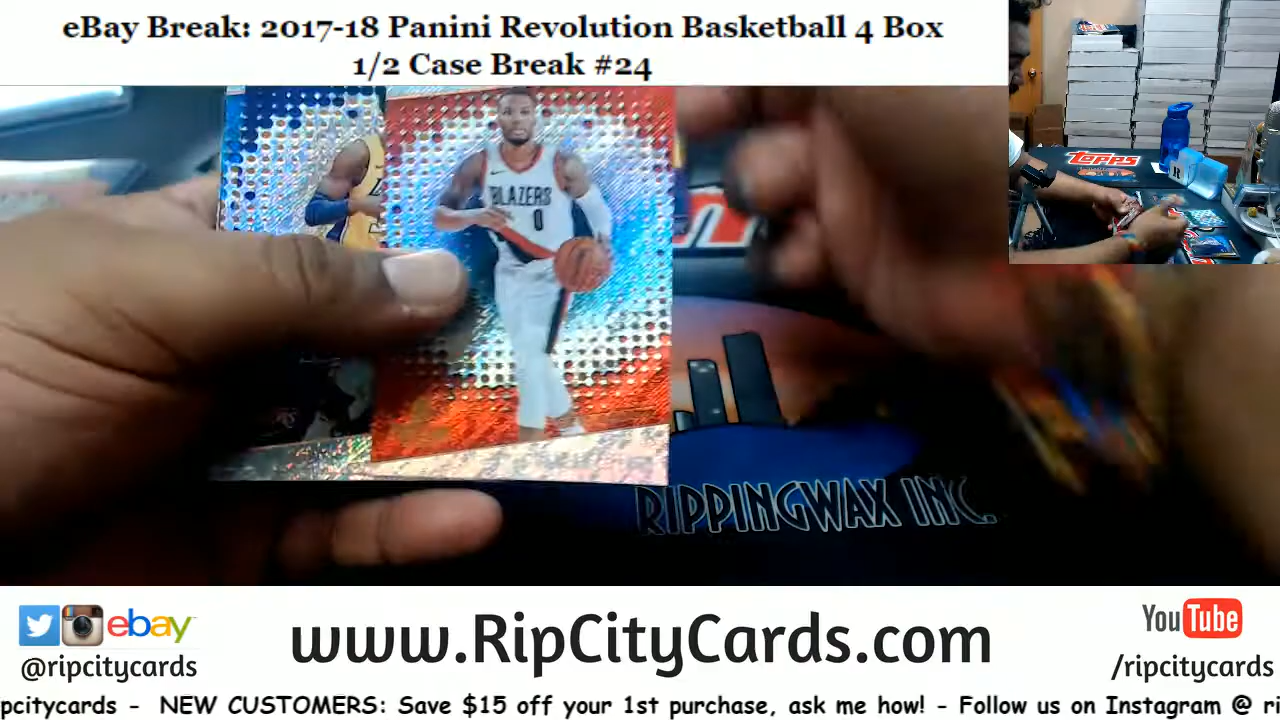 eBay Break: 2017-18 Panini Revolution Basketball 4 Box
1/2 Case Break #24
TOPPS
R
BLAZERS
0
RIPPINGWAX INC.
ebay
@ripcitycards
www.RipCityCards.com
YouTube
/ripcitycards
pcitycards - NEW CUSTOMERS: Save $15 off your 1st purchase, ask me how! - Follow us on Instagram @ ri